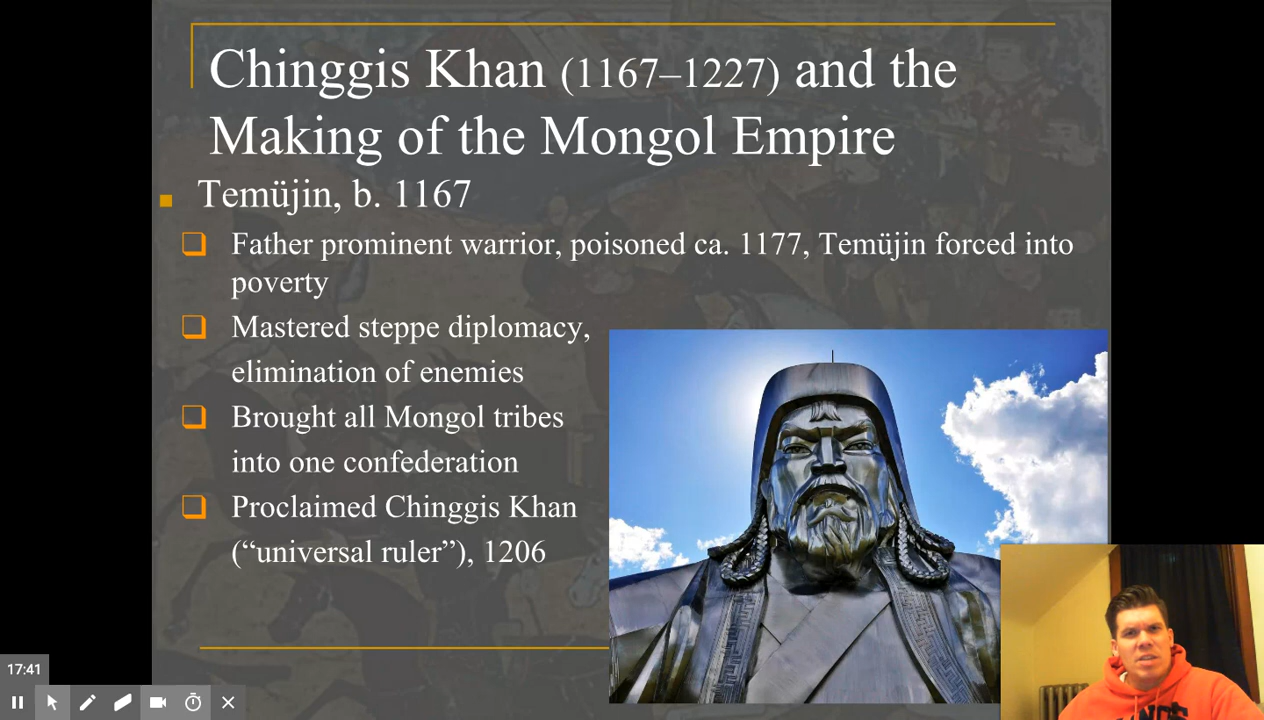 Chinggis Khan (1167–1227) and the
Making of the Mongol Empire
Temüjin, b. 1167
Father prominent warrior, poisoned ca. 1177, Temüjin forced into
poverty
Mastered steppe diplomacy,
elimination of enemies
Brought all Mongol tribes
into one confederation
Proclaimed Chinggis Khan
(“universal ruler”), 1206
17:41